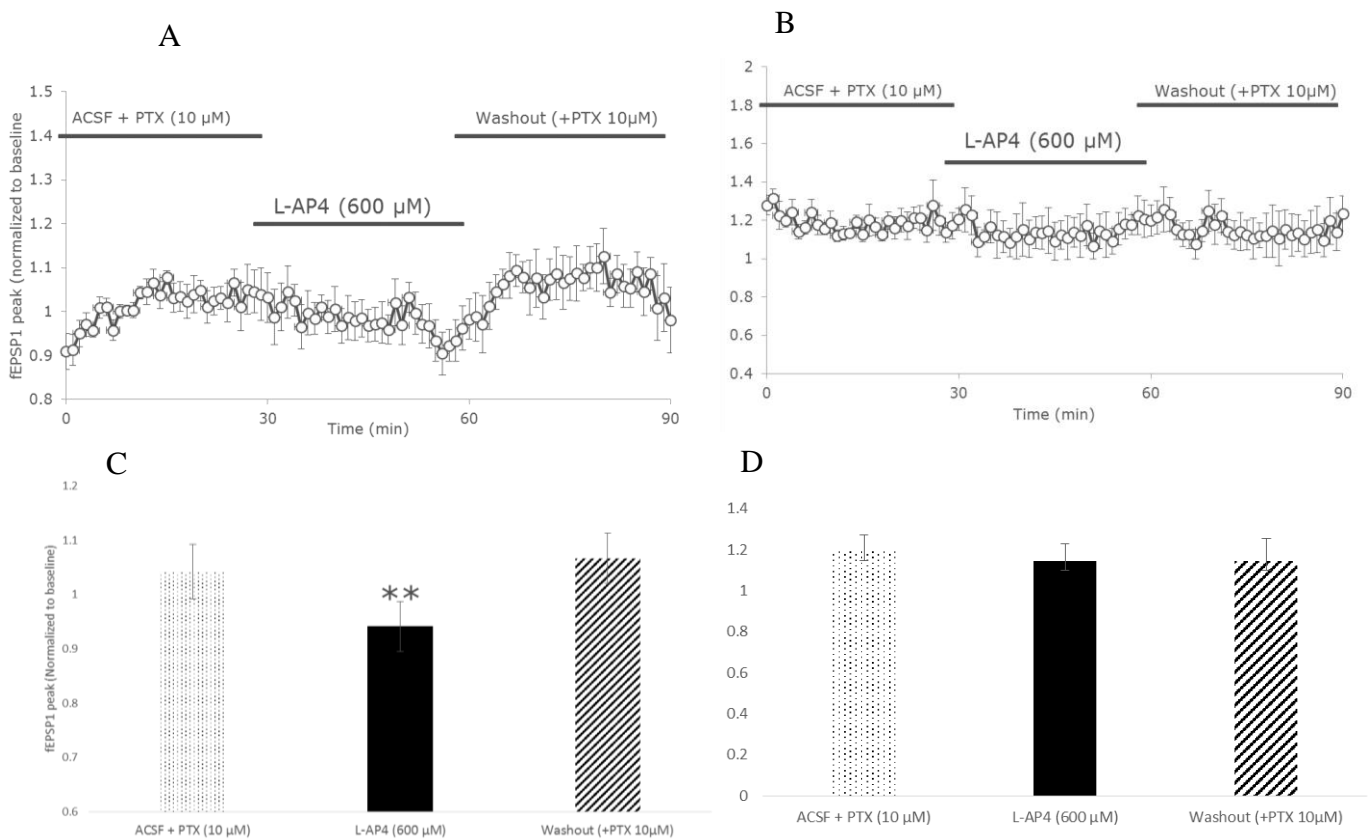 A
1.5
1.4
1.3
1.2
1.1
1
0.9
0.8
fEPSP1 peak (normalized to baseline)
ACSF + PTX (10 μM)
Washout (+PTX 10μM)
L-AP4 (600 μM)
0
30
60
90
Time (min)
B
2
1.8
1.6
1.4
1.2
1
0.8
0.6
0.4
ACSF + PTX (10 μM)
Washout (+PTX 10μM)
L-AP4 (600 μM)
0
30
60
90
Time (min)
C
1.2
1.1
1
0.9
0.8
0.7
0.6
fEPSP1 peak (Normalized to baseline)
**
ACSF + PTX (10 μM)
L-AP4 (600 μM)
Washout (+PTX 10μM)
D
1.4
1.2
1
0.8
0.6
0.4
0.2
0
ACSF + PTX (10 μM)
L-AP4 (600 μM)
Washout (+PTX 10μM)